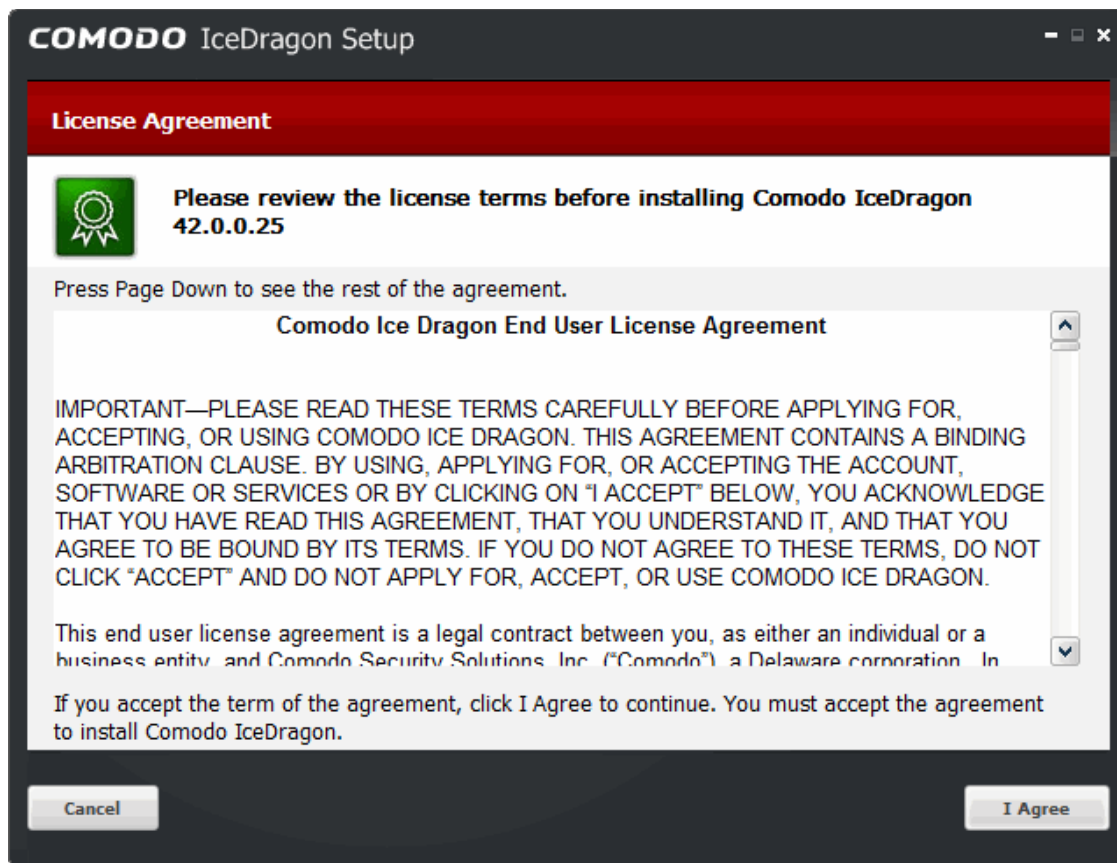 COMODO IceDragon Setup
License Agreement
Please review the license terms before installing Comodo IceDragon
42.0.0.25
Press Page Down to see the rest of the agreement.
Comodo Ice Dragon End User License Agreement
IMPORTANT—PLEASE READ THESE TERMS CAREFULLY BEFORE APPLYING FOR,
ACCEPTING, OR USING COMODO ICE DRAGON. THIS AGREEMENT CONTAINS A BINDING
ARBITRATION CLAUSE. BY USING, APPLYING FOR, OR ACCEPTING THE ACCOUNT,
SOFTWARE OR SERVICES OR BY CLICKING ON “I ACCEPT” BELOW, YOU ACKNOWLEDGE
THAT YOU HAVE READ THIS AGREEMENT, THAT YOU UNDERSTAND IT, AND THAT YOU
AGREE TO BE BOUND BY ITS TERMS. IF YOU DO NOT AGREE TO THESE TERMS, DO NOT
CLICK “ACCEPT” AND DO NOT APPLY FOR, ACCEPT, OR USE COMODO ICE DRAGON.
This end user license agreement is a legal contract between you, as either an individual or a
business entity, and Comodo Security Solutions, Inc. (“Comodo”), a Delaware corporation. In
If you accept the term of the agreement, click I Agree to continue. You must accept the agreement
to install Comodo IceDragon.
Cancel
I Agree